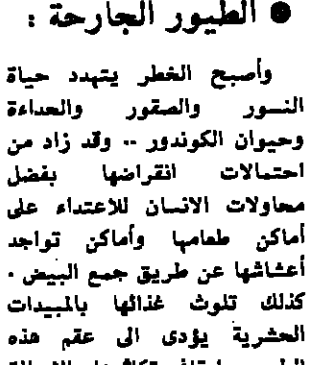 ● الطيور الجارحة :
وأصبح الخطر يتهدد حياة
النسور والصقور والحداءة
وحيوان الكوندور .. وقد زاد من
احتمالات انقراضها بفضل
محاولات الانسان للاعتداء على
أماكن طعامها وأماكن تواجد
أعشاشها عن طريق جمع البيض .
كذلك تلوث غذائها بالمبيدات
الحشرية يؤدى الى عقم هذه